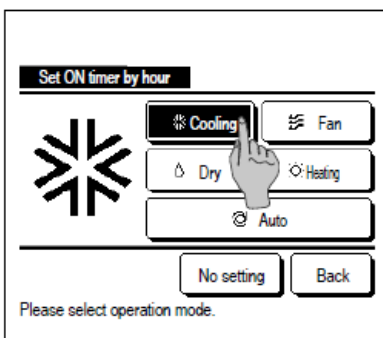 Set ON timer by hour
Cooling Fan
Dry Heating
Auto
No setting Back
Please select operation mode.